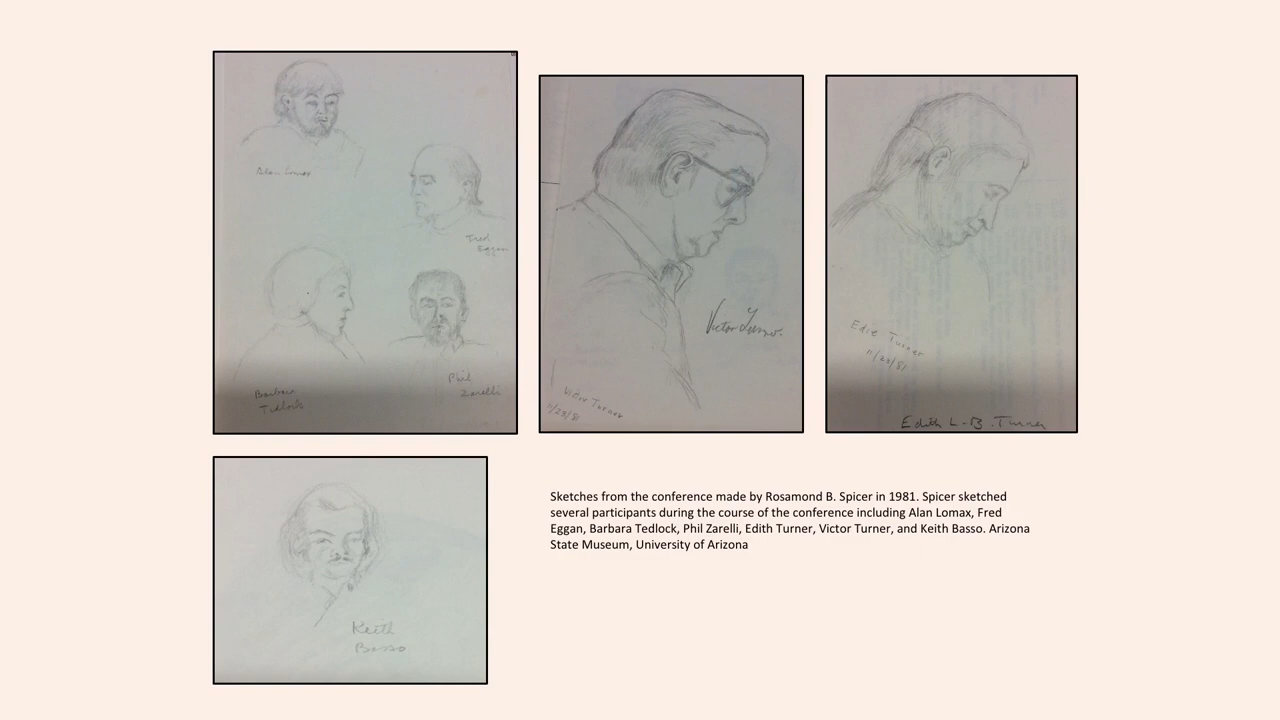 Alan Lomax
Fred
Eggan
Barbara
Tedlock
Phil
Zarelli
Victor Turner.
Victor Turner
11/23/81
Edie Turner
11/23/81
Edith L-B. Turner
Keith
Basso
Sketches from the conference made by Rosamond B. Spicer in 1981. Spicer sketched
several participants during the course of the conference including Alan Lomax, Fred
Eggan, Barbara Tedlock, Phil Zarelli, Edith Turner, Victor Turner, and Keith Basso. Arizona
State Museum, University of Arizona